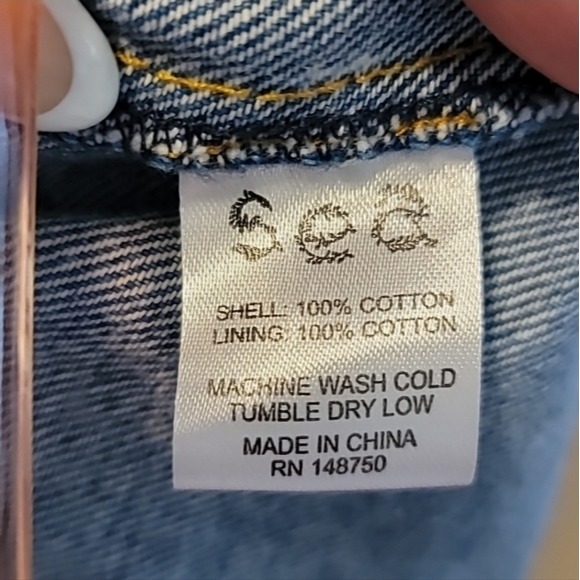 Sea
SHELL: 100% COTTON
LINING: 100% COTTON
MACHINE WASH COLD
TUMBLE DRY LOW
MADE IN CHINA
RN 148750